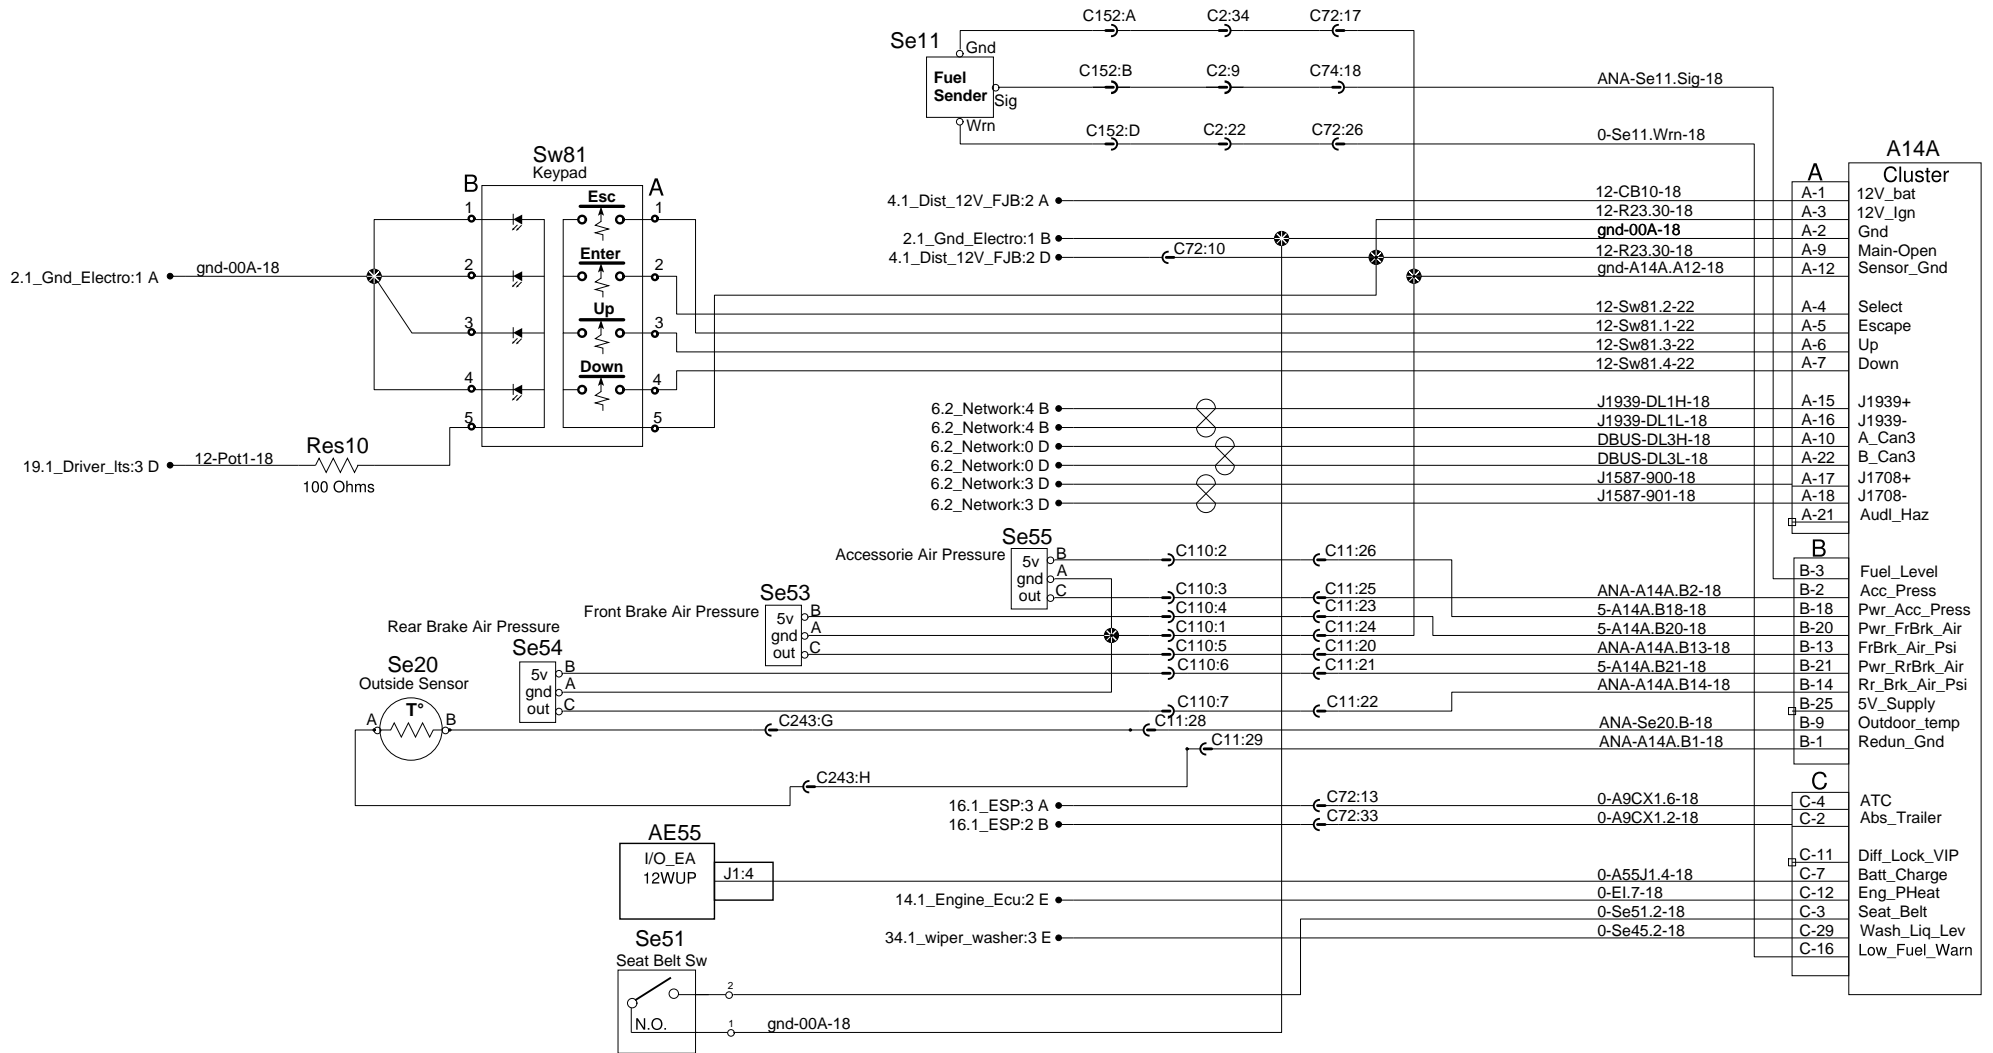 C152:A C2:34 C72:17
Se11
Gnd
Fuel
Sender
Sig
Wrn
C152:B C2:9 C74:18 ANA-Se11.Sig-18
C152:D C2:22 C72:26 0-Se11.Wrn-18
Sw81
Keypad
B A
1 Esc 1
2 Enter 2
3 Up 3
4 Down 4
5 5
2.1_Gnd_Electro:1 A gnd-00A-18
19.1_Driver_lts:3 D 12-Pot1-18
Res10
100 Ohms
A14A
Cluster
A
4.1_Dist_12V_FJB:2 A 12-CB10-18 A-1 12V_bat
12-R23.30-18 A-3 12V_Ign
2.1_Gnd_Electro:1 B gnd-00A-18 A-2 Gnd
4.1_Dist_12V_FJB:2 D C72:10 12-R23.30-18 A-9 Main-Open
gnd-A14A.A12-18 A-12 Sensor_Gnd
12-Sw81.2-22 A-4 Select
12-Sw81.1-22 A-5 Escape
12-Sw81.3-22 A-6 Up
12-Sw81.4-22 A-7 Down
6.2_Network:4 B J1939-DL1H-18 A-15 J1939+
6.2_Network:4 B J1939-DL1L-18 A-16 J1939-
6.2_Network:0 D DBUS-DL3H-18 A-10 A_Can3
6.2_Network:0 D DBUS-DL3L-18 A-22 B_Can3
6.2_Network:3 D J1587-900-18 A-17 J1708+
6.2_Network:3 D J1587-901-18 A-18 J1708-
A-21 Audl_Haz
B
Se55
Accessorie Air Pressure
5v B
gnd A
out C
Se53
Front Brake Air Pressure
5v B
gnd A
out C
Rear Brake Air Pressure
Se54
5v B
gnd A
out C
Se20
Outside Sensor
T°
A B
C110:2 C11:26
B-3 Fuel_Level
C110:3 C11:25 ANA-A14A.B2-18 B-2 Acc_Press
C110:4 C11:23 5-A14A.B18-18 B-18 Pwr_Acc_Press
C110:1 C11:24 5-A14A.B20-18 B-20 Pwr_FrBrk_Air
C110:5 C11:20 ANA-A14A.B13-18 B-13 FrBrk_Air_Psi
C110:6 C11:21 5-A14A.B21-18 B-21 Pwr_RrBrk_Air
ANA-A14A.B14-18 B-14 Rr_Brk_Air_Psi
C110:7 C11:22 B-25 5V_Supply
C243:G C11:28 ANA-Se20.B-18 B-9 Outdoor_temp
C11:29 ANA-A14A.B1-18 B-1 Redun_Gnd
C243:H
C
16.1_ESP:3 A C72:13 0-A9CX1.6-18 C-4 ATC
16.1_ESP:2 B C72:33 0-A9CX1.2-18 C-2 Abs_Trailer
C-11 Diff_Lock_VIP
AE55
I/O_EA
12WUP
J1:4 0-A55J1.4-18 C-7 Batt_Charge
14.1_Engine_Ecu:2 E 0-EI.7-18 C-12 Eng_PHeat
0-Se51.2-18 C-3 Seat_Belt
34.1_wiper_washer:3 E 0-Se45.2-18 C-29 Wash_Liq_Lev
C-16 Low_Fuel_Warn
Se51
Seat Belt Sw
2
N.O.
1 gnd-00A-18